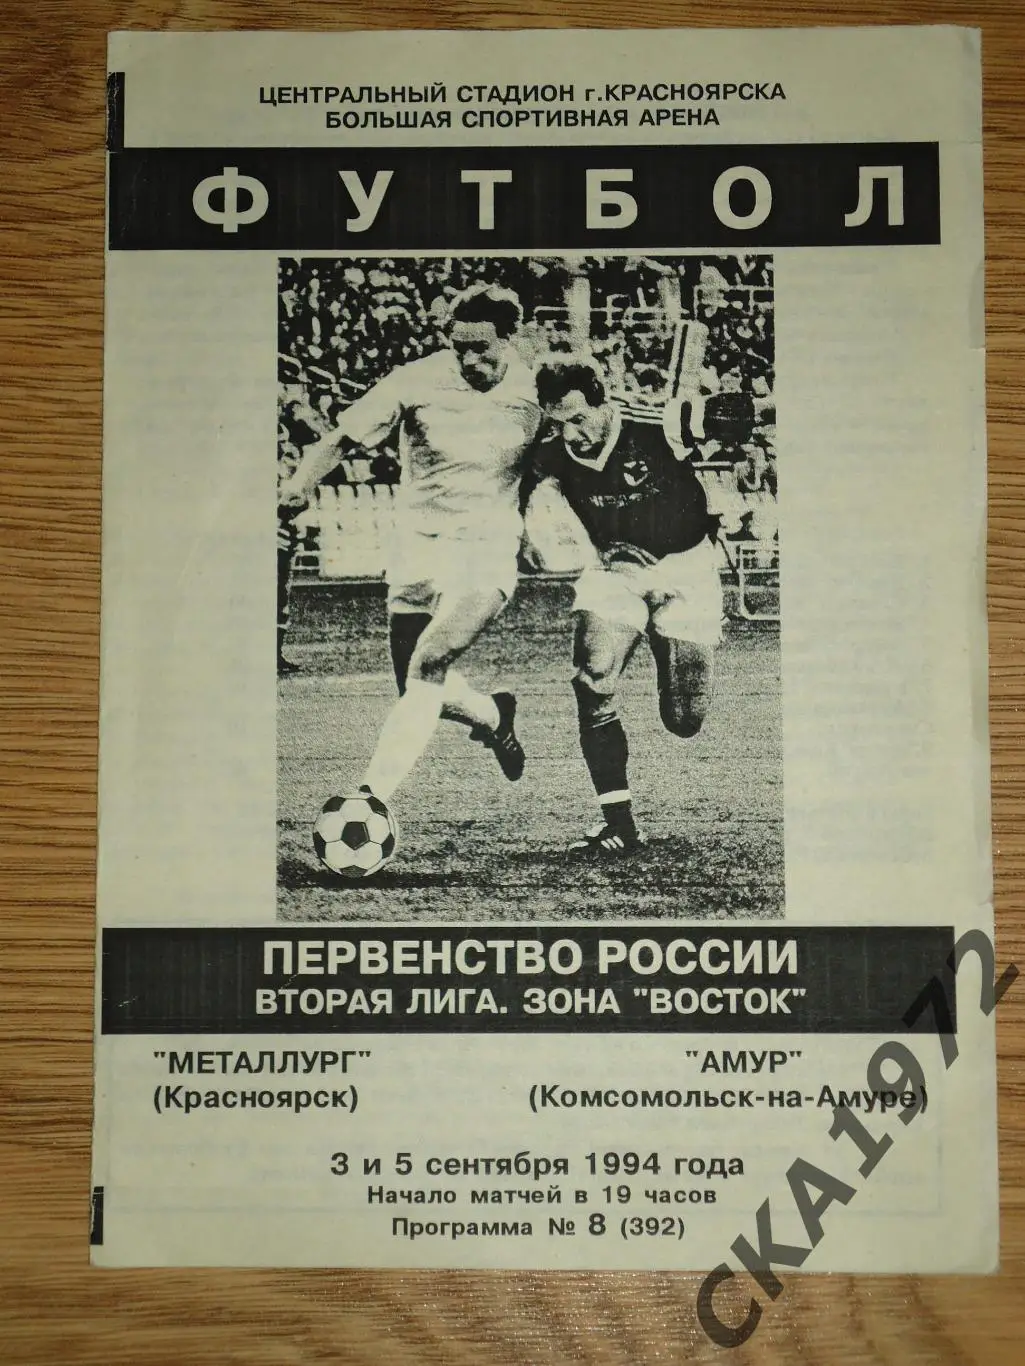 ЦЕНТРАЛЬНЫЙ СТАДИОН г.КРАСНОЯРСКА
БОЛЬШАЯ СПОРТИВНАЯ АРЕНА
ФУТБОЛ
ПЕРВЕНСТВО РОССИИ
ВТОРАЯ ЛИГА. ЗОНА "ВОСТОК"
"МЕТАЛЛУРГ" "АМУР"
(Красноярск) (Комсомольск-на-Амуре)
3 и 5 сентября 1994 года
Начало матчей в 19 часов
Программа № 8 (392)
СКА1972